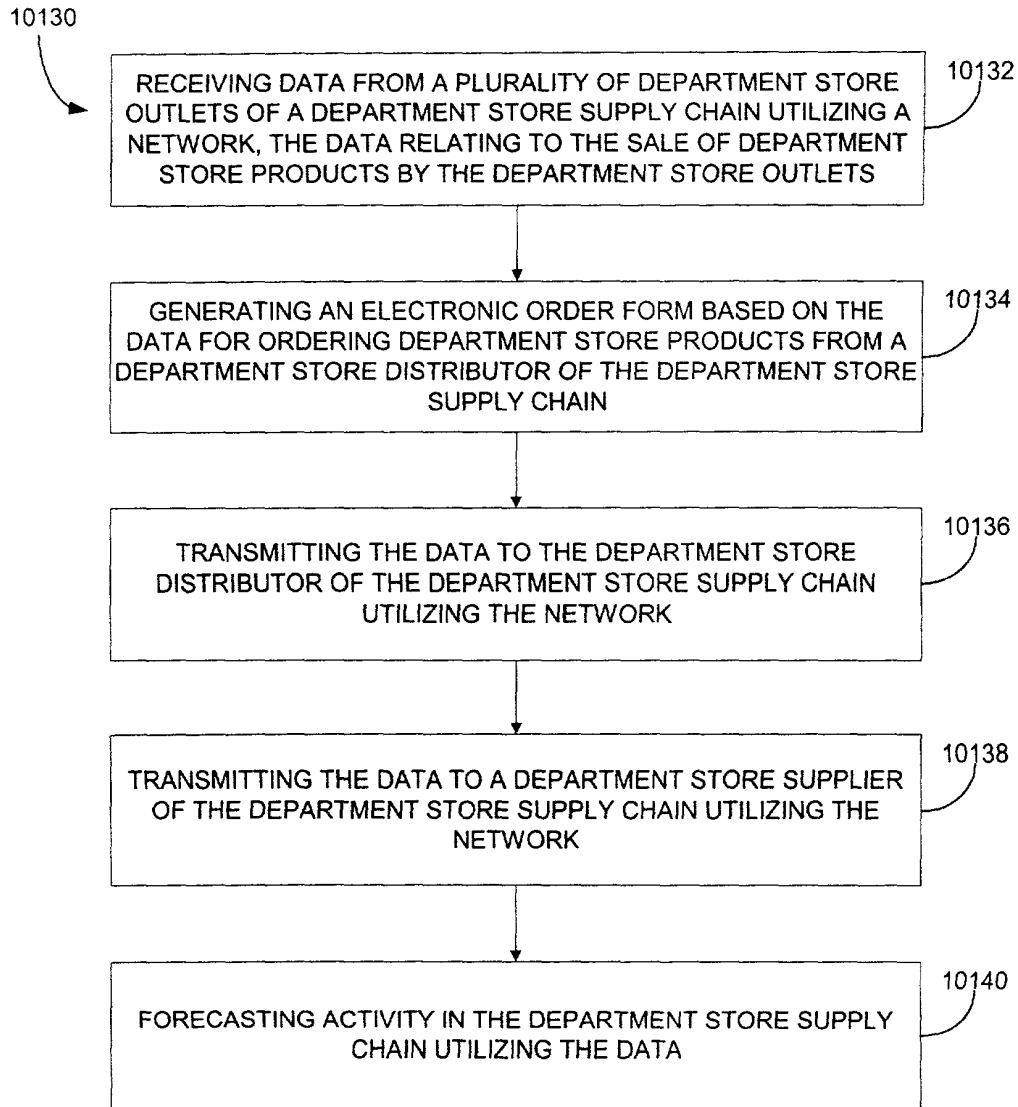 10130
RECEIVING DATA FROM A PLURALITY OF DEPARTMENT STORE
OUTLETS OF A DEPARTMENT STORE SUPPLY CHAIN UTILIZING A
NETWORK, THE DATA RELATING TO THE SALE OF DEPARTMENT
STORE PRODUCTS BY THE DEPARTMENT STORE OUTLETS
10132
GENERATING AN ELECTRONIC ORDER FORM BASED ON THE
DATA FOR ORDERING DEPARTMENT STORE PRODUCTS FROM A
DEPARTMENT STORE DISTRIBUTOR OF THE DEPARTMENT STORE
SUPPLY CHAIN
10134
TRANSMITTING THE DATA TO THE DEPARTMENT STORE
DISTRIBUTOR OF THE DEPARTMENT STORE SUPPLY CHAIN
UTILIZING THE NETWORK
10136
TRANSMITTING THE DATA TO A DEPARTMENT STORE SUPPLIER
OF THE DEPARTMENT STORE SUPPLY CHAIN UTILIZING THE
NETWORK
10138
FORECASTING ACTIVITY IN THE DEPARTMENT STORE SUPPLY
CHAIN UTILIZING THE DATA
10140